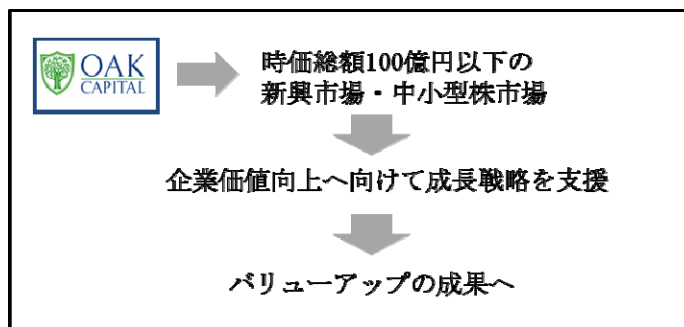 OAK
CAPITAL
時価総額100億円以下の
新興市場・中小型株市場
企業価値向上へ向けて成長戦略を支援
バリューアップの成果へ